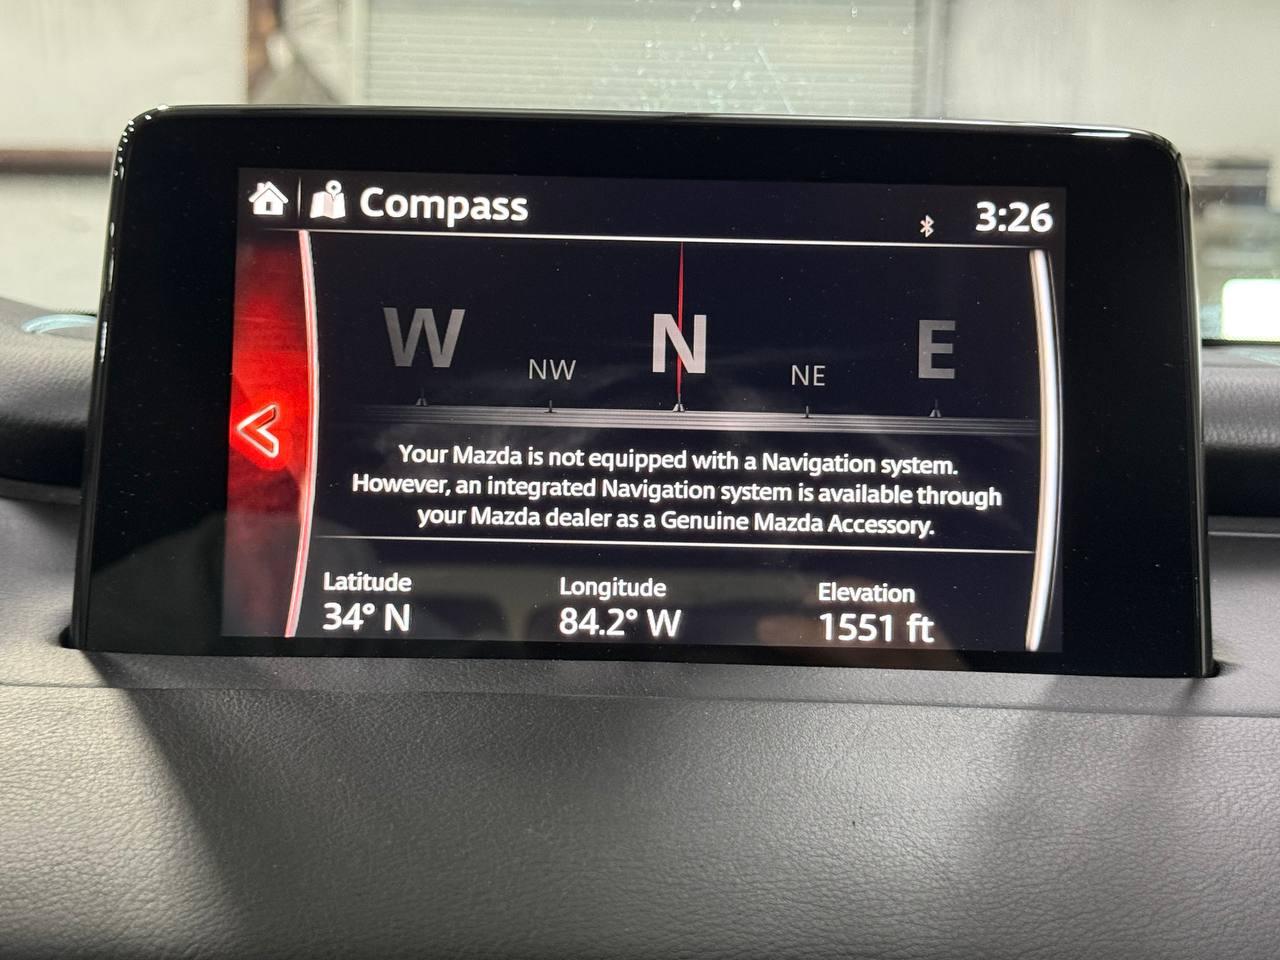 Compass
3:26
W NW N NE E
Your Mazda is not equipped with a Navigation system.
However, an integrated Navigation system is available through
your Mazda dealer as a Genuine Mazda Accessory.
Latitude Longitude Elevation
34° N 84.2° W 1551 ft